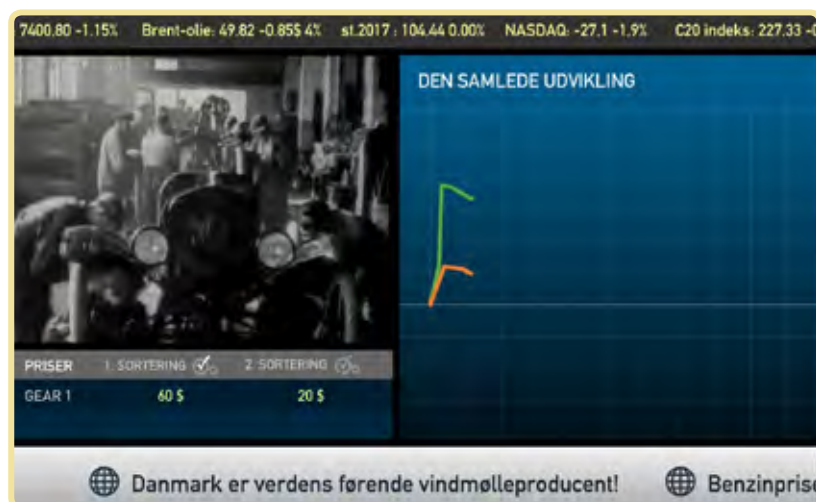 7400.80 -1.15% Brent-olie: 49.82 -0.85$ 4% st.2017 : 104.44 0.00% NASDAQ: -27,1 -1,9% C20 indeks: 227.33
DEN SAMLEDE UDVIKLING
PRISER 1. SORTERING 2. SORTERING
GEAR 1 60 $ 20 $
Danmark er verdens førende vindmølleproducent! Benzinprise